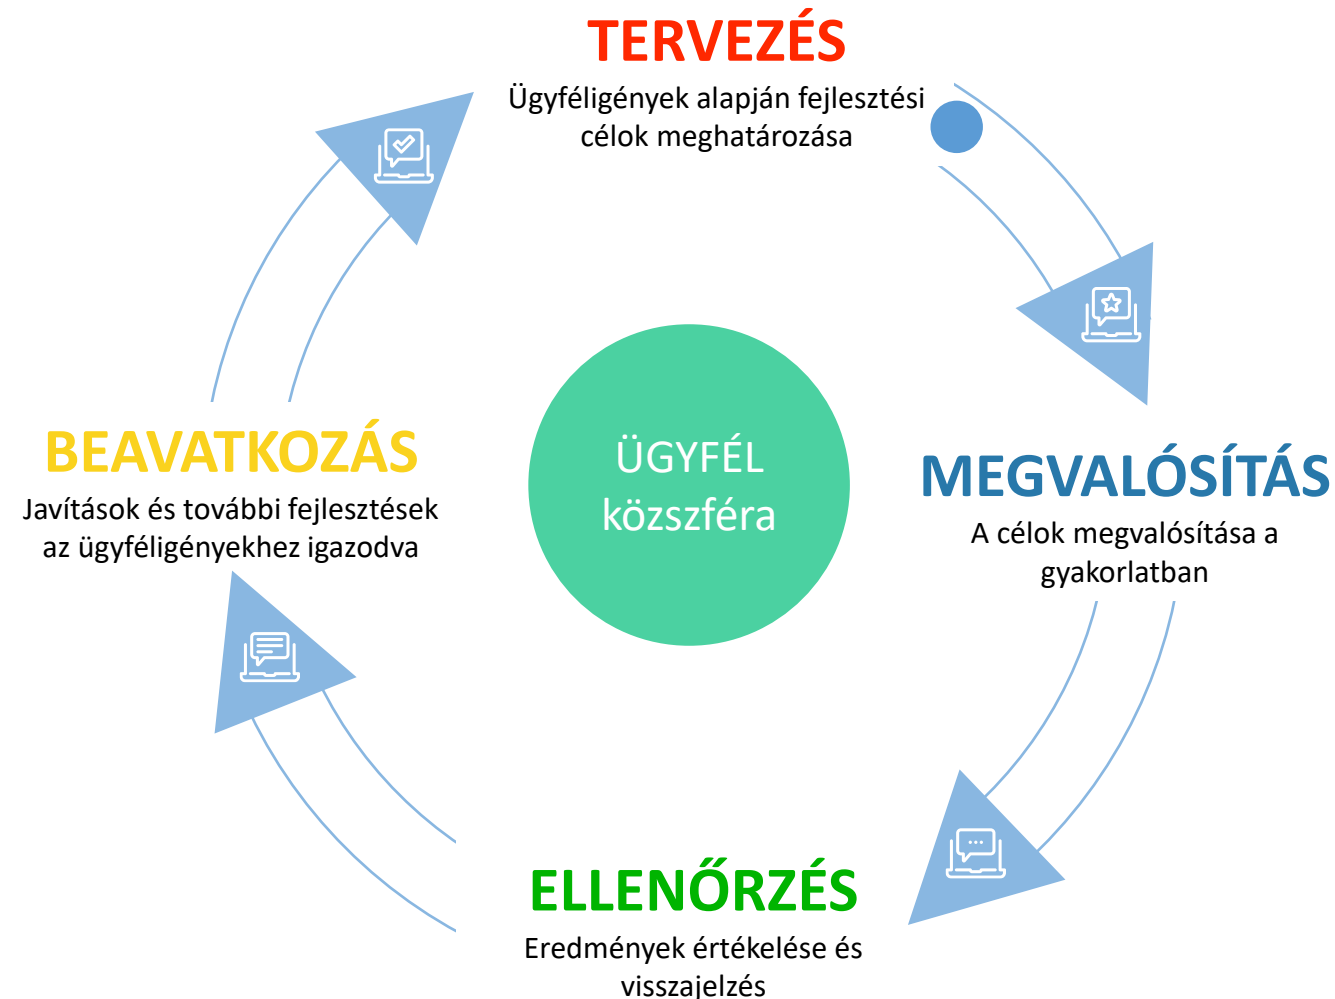 TERVEZÉS
Ügyféligények alapján fejlesztési
célok meghatározása
BEAVATKOZÁS
Javítások és további fejlesztések
az ügyféligényekhez igazodva
ÜGYFÉL
közszféra
MEGVALÓSÍTÁS
A célok megvalósítása a
gyakorlatban
ELLENŐRZÉS
Eredmények értékelése és
visszajelzés